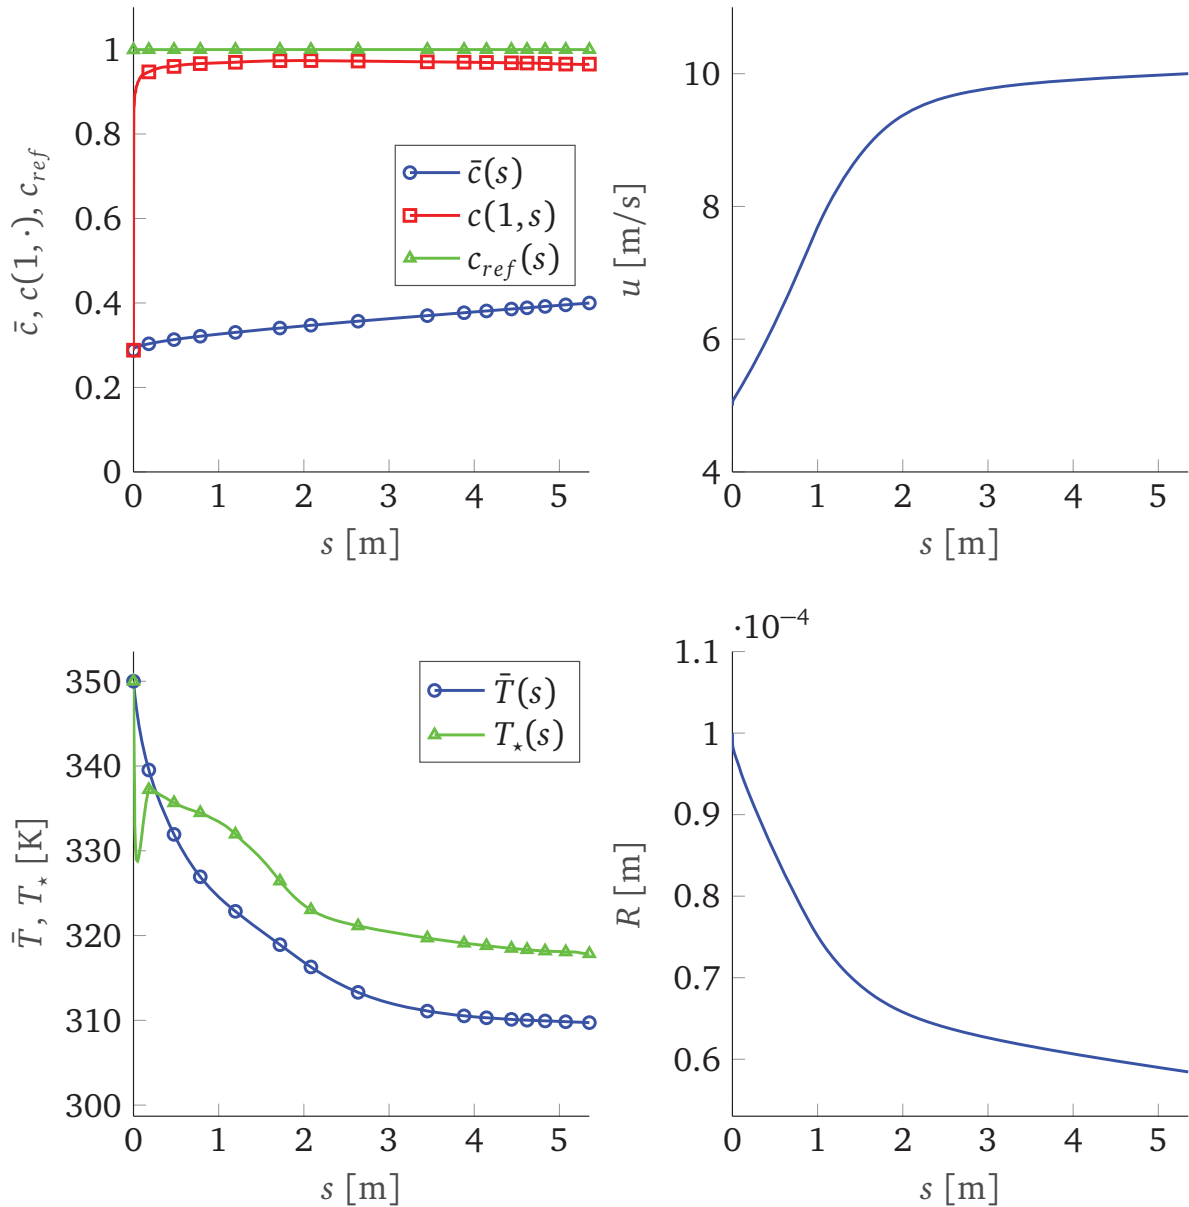 c̄, c(1,·), c_ref
1
0.8
0.6
0.4
0.2
0
0 1 2 3 4 5
s [m]
c̄(s)
c(1,s)
c_ref(s)
u [m/s]
10
8
6
4
0 1 2 3 4 5
s [m]
T̄, T⋆ [K]
350
340
330
320
310
300
0 1 2 3 4 5
s [m]
T̄(s)
T⋆(s)
R [m]
·10⁻⁴
1.1
1
0.9
0.8
0.7
0.6
0 1 2 3 4 5
s [m]